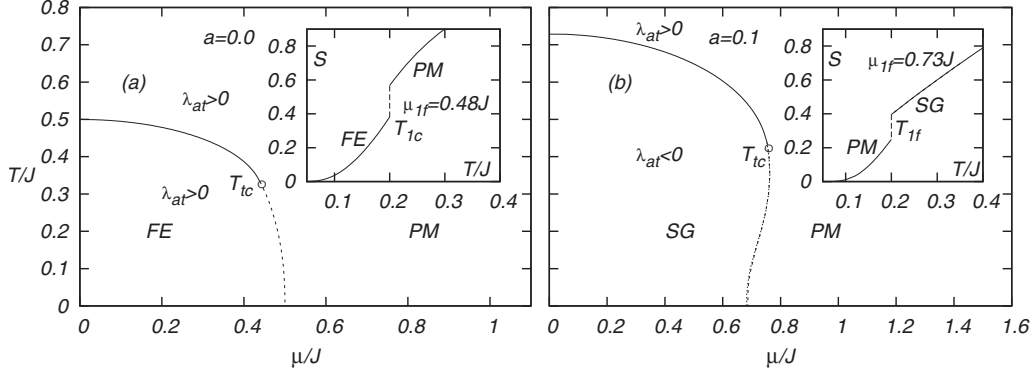 0.8
0.7
0.6
0.5
0.4
0.3
0.2
0.1
0
T/J
(a)
a=0.0
λat>0
λat>0
FE
Ttc
PM
0
0.2
0.4
0.6
0.8
1
μ/J
0.8
0.6
0.4
0.2
0
S
PM
μ1f=0.48J
FE
T1c
T/J
0.1
0.2
0.3
0.4
λat>0
a=0.1
(b)
λat<0
Ttc
SG
PM
0
0.2
0.4
0.6
0.8
1
1.2
1.4
1.6
μ/J
0.8
0.6
0.4
0.2
0
S
μ1f=0.73J
SG
PM
T1f
T/J
0.1
0.2
0.3
0.4